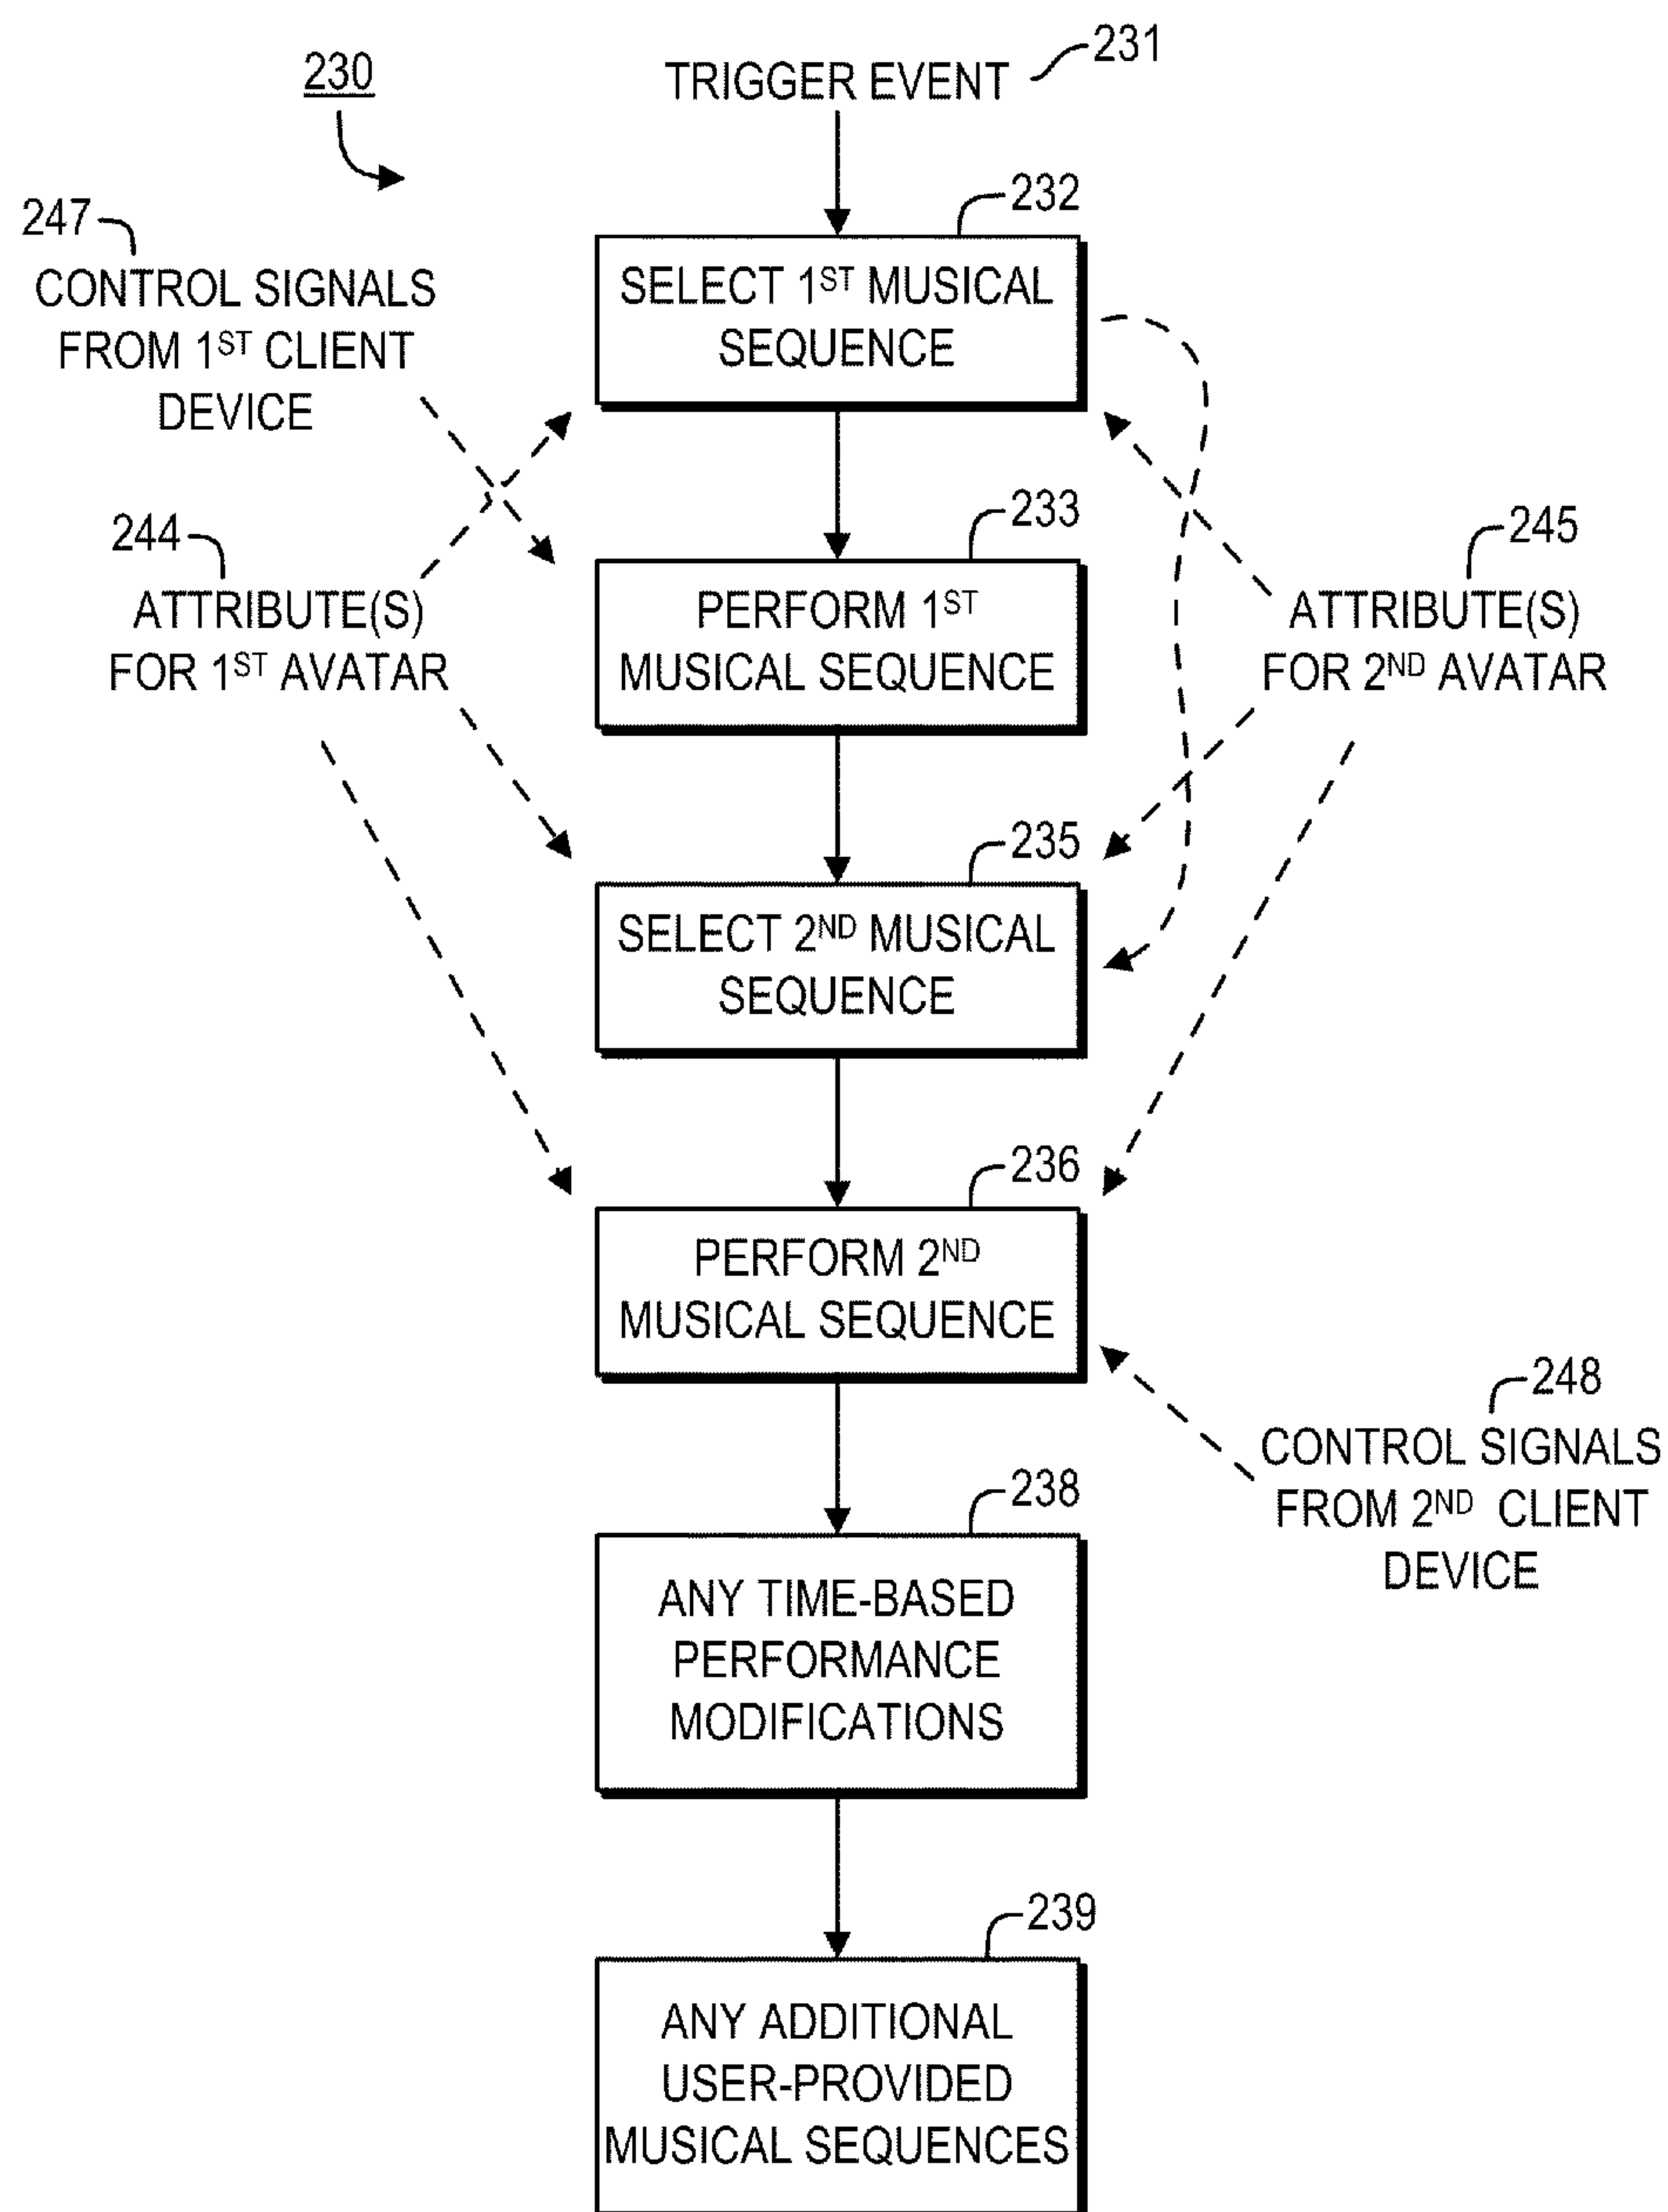 231
TRIGGER EVENT
230
232
247
CONTROL SIGNALS
FROM 1ST CLIENT
DEVICE
SELECT 1ST MUSICAL
SEQUENCE
233
244
ATTRIBUTE(S)
FOR 1ST AVATAR
PERFORM 1ST
MUSICAL SEQUENCE
245
ATTRIBUTE(S)
FOR 2ND AVATAR
235
SELECT 2ND MUSICAL
SEQUENCE
236
PERFORM 2ND
MUSICAL SEQUENCE
248
CONTROL SIGNALS
FROM 2ND CLIENT
DEVICE
238
ANY TIME-BASED
PERFORMANCE
MODIFICATIONS
239
ANY ADDITIONAL
USER-PROVIDED
MUSICAL SEQUENCES